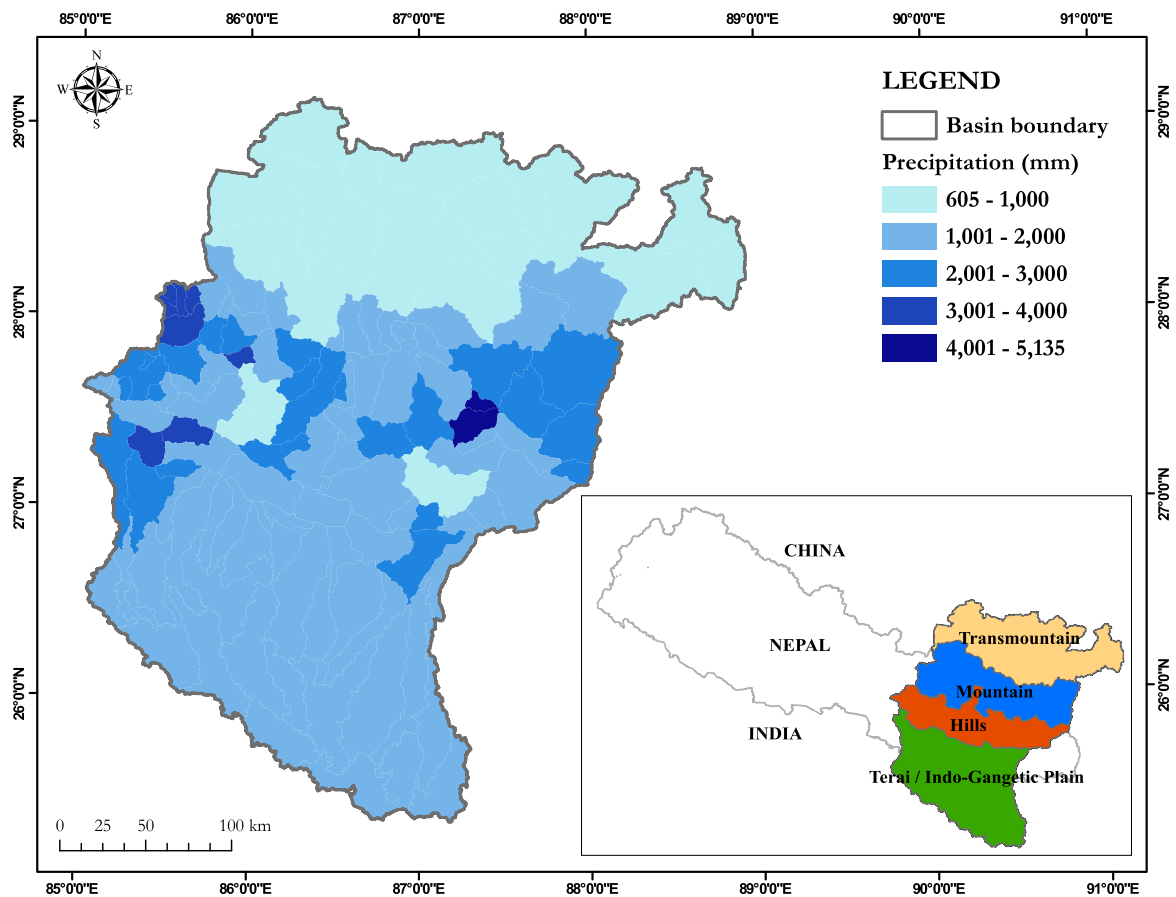 85°0'0"E 86°0'0"E 87°0'0"E 88°0'0"E 89°0'0"E 90°0'0"E 91°0'0"E
29°0'0"N
28°0'0"N
27°0'0"N
26°0'0"N
N
W E
S
LEGEND
Basin boundary
Precipitation (mm)
605 - 1,000
1,001 - 2,000
2,001 - 3,000
3,001 - 4,000
4,001 - 5,135
29°0'0"N
28°0'0"N
27°0'0"N
26°0'0"N
CHINA
NEPAL
INDIA
Transmountain
Mountain
Hills
Terai / Indo-Gangetic Plain
0 25 50 100 km
85°0'0"E 86°0'0"E 87°0'0"E 88°0'0"E 89°0'0"E 90°0'0"E 91°0'0"E